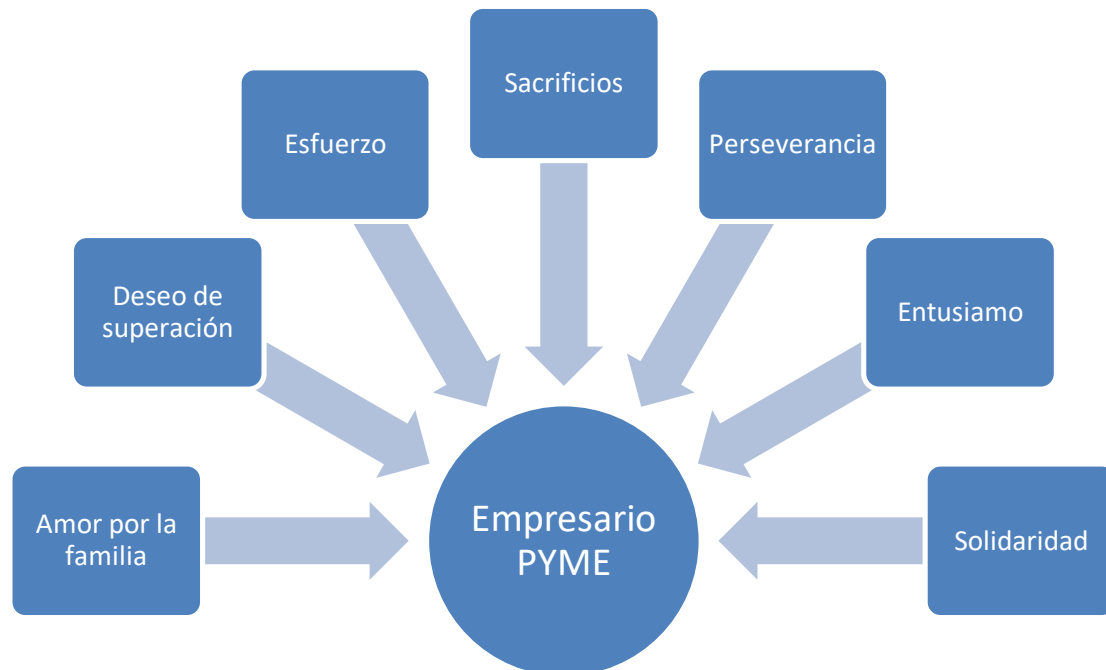 Sacrificios
Esfuerzo
Perseverancia
Deseo de
superación
Entusiamo
Amor por la
familia
Empresario
PYME
Solidaridad